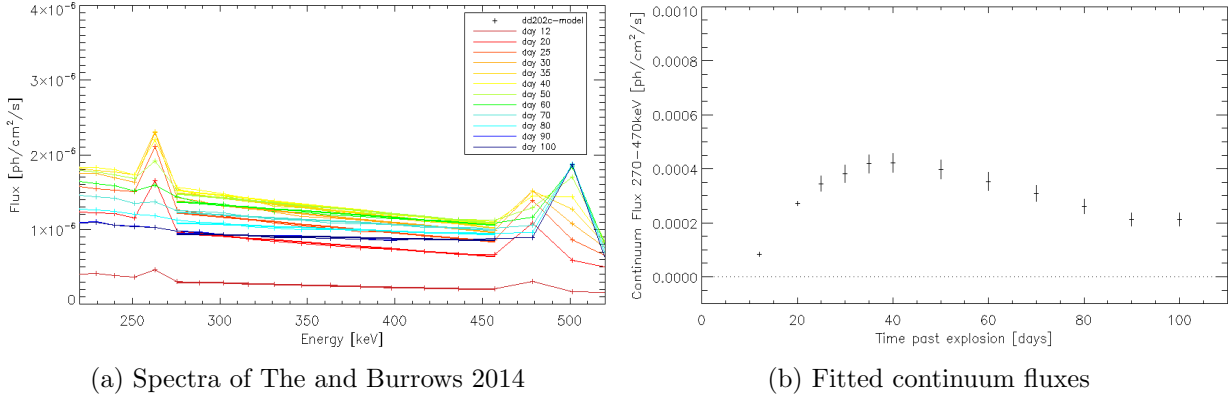 4×10⁻⁶
3×10⁻⁶
2×10⁻⁶
1×10⁻⁶
0
Flux [ph/cm²/s]
dd202c-model
day 12
day 20
day 25
day 30
day 35
day 40
day 50
day 60
day 70
day 80
day 90
day 100
250 300 350 400 450 500
Energy [keV]
(a) Spectra of The and Burrows 2014
0.0010
0.0008
0.0006
0.0004
0.0002
0.0000
Continuum Flux 270-470keV [ph/cm²/s]
0 20 40 60 80 100
Time past explosion [days]
(b) Fitted continuum fluxes